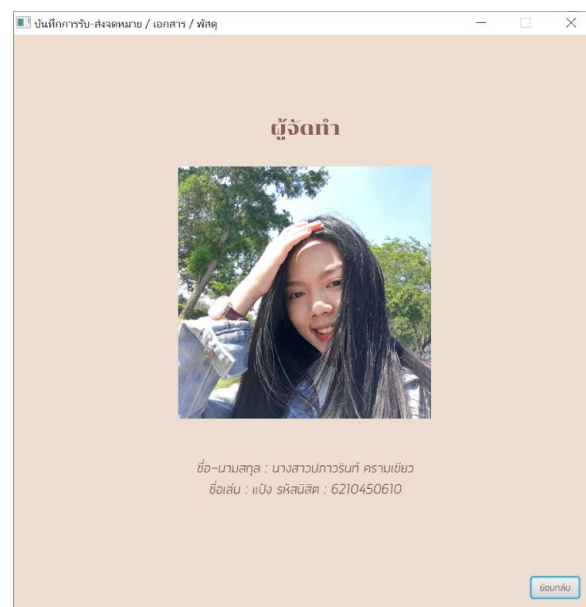 บันทึกการรับ-ส่งจดหมาย / เอกสาร / พัสดุ
ผู้จัดทำ
ชื่อ-นามสกุล : นางสาวปภาวรินท์ ครามเขียว
ชื่อเล่น : แป้ง รหัสนิสิต : 6210450610
ย้อนกลับ